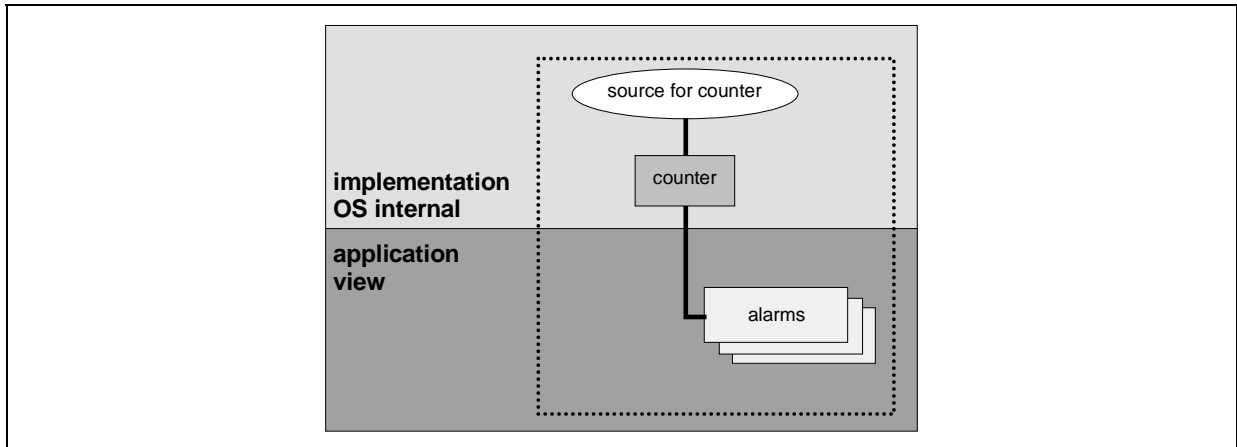 source for counter
counter
implementation
OS internal
application
view
alarms